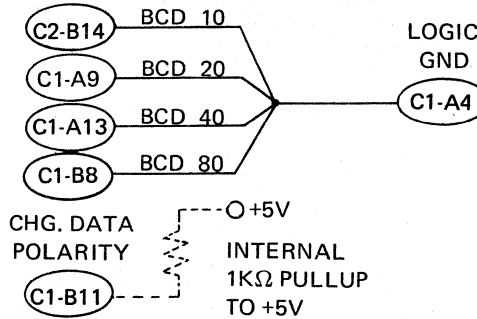 C2-B14 BCD 10
LOGIC
GND
C1-A9 BCD 20
C1-A4
C1-A13 BCD 40
C1-B8 BCD 80
CHG. DATA
POLARITY
+5V
INTERNAL
1KΩ PULLUP
TO +5V
C1-B11